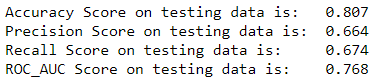 Accuracy Score on testing data is:   0.807
Precision Score on testing data is:  0.664
Recall Score on testing data is:     0.674
ROC_AUC Score on testing data is:    0.768